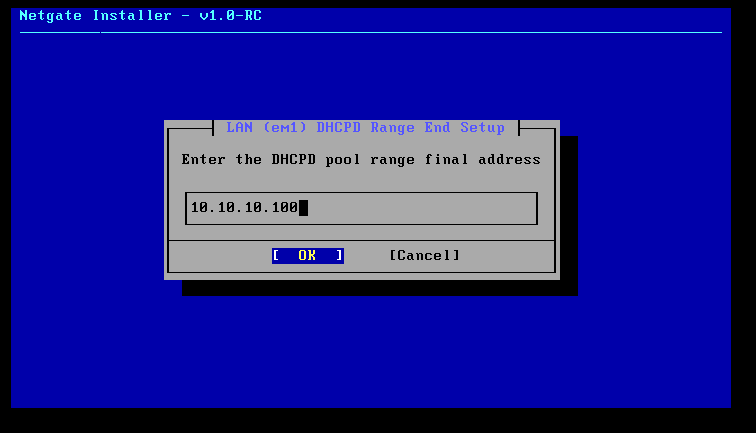 Netgate Installer - v1.0-RC
LAN (em1) DHCPD Range End Setup
Enter the DHCPD pool range final address
10.10.10.100
[ OK ] [Cancel]